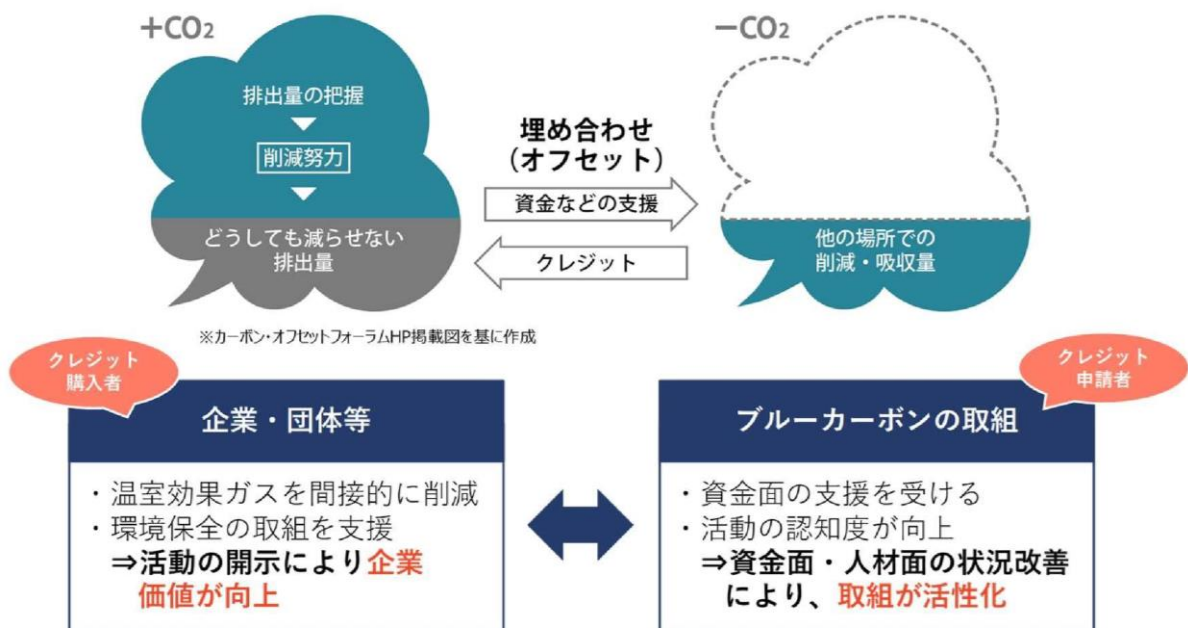 +CO₂
排出量の把握
削減努力
どうしても減らせない
排出量
埋め合わせ
（オフセット）
資金などの支援
クレジット
−CO₂
他の場所での
削減・吸収量
※カーボン・オフセットフォーラムHP掲載図を基に作成
クレジット
購入者
企業・団体等
・温室効果ガスを間接的に削減
・環境保全の取組を支援
⇒活動の開示により企業
価値が向上
クレジット
申請者
ブルーカーボンの取組
・資金面の支援を受ける
・活動の認知度が向上
⇒資金面・人材面の状況改善
により、取組が活性化